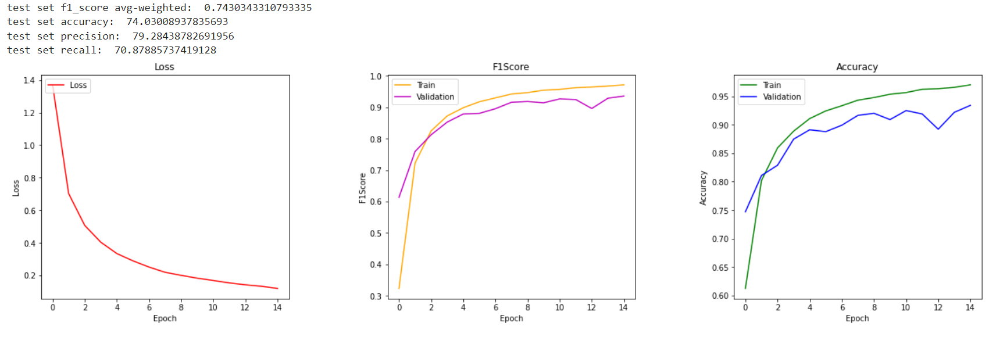 test set f1_score avg-weighted:  0.7430343310793335
test set accuracy:  74.03008937835693
test set precision:  79.28438782691956
test set recall:  70.87885737419128
Loss
1.4
1.2
1.0
0.8
0.6
0.4
0.2
Loss
Loss
0 2 4 6 8 10 12 14
Epoch
F1Score
1.0
0.9
0.8
0.7
0.6
0.5
0.4
0.3
F1Score
Train
Validation
0 2 4 6 8 10 12 14
Epoch
Accuracy
0.95
0.90
0.85
0.80
0.75
0.70
0.65
0.60
Accuracy
Train
Validation
0 2 4 6 8 10 12 14
Epoch